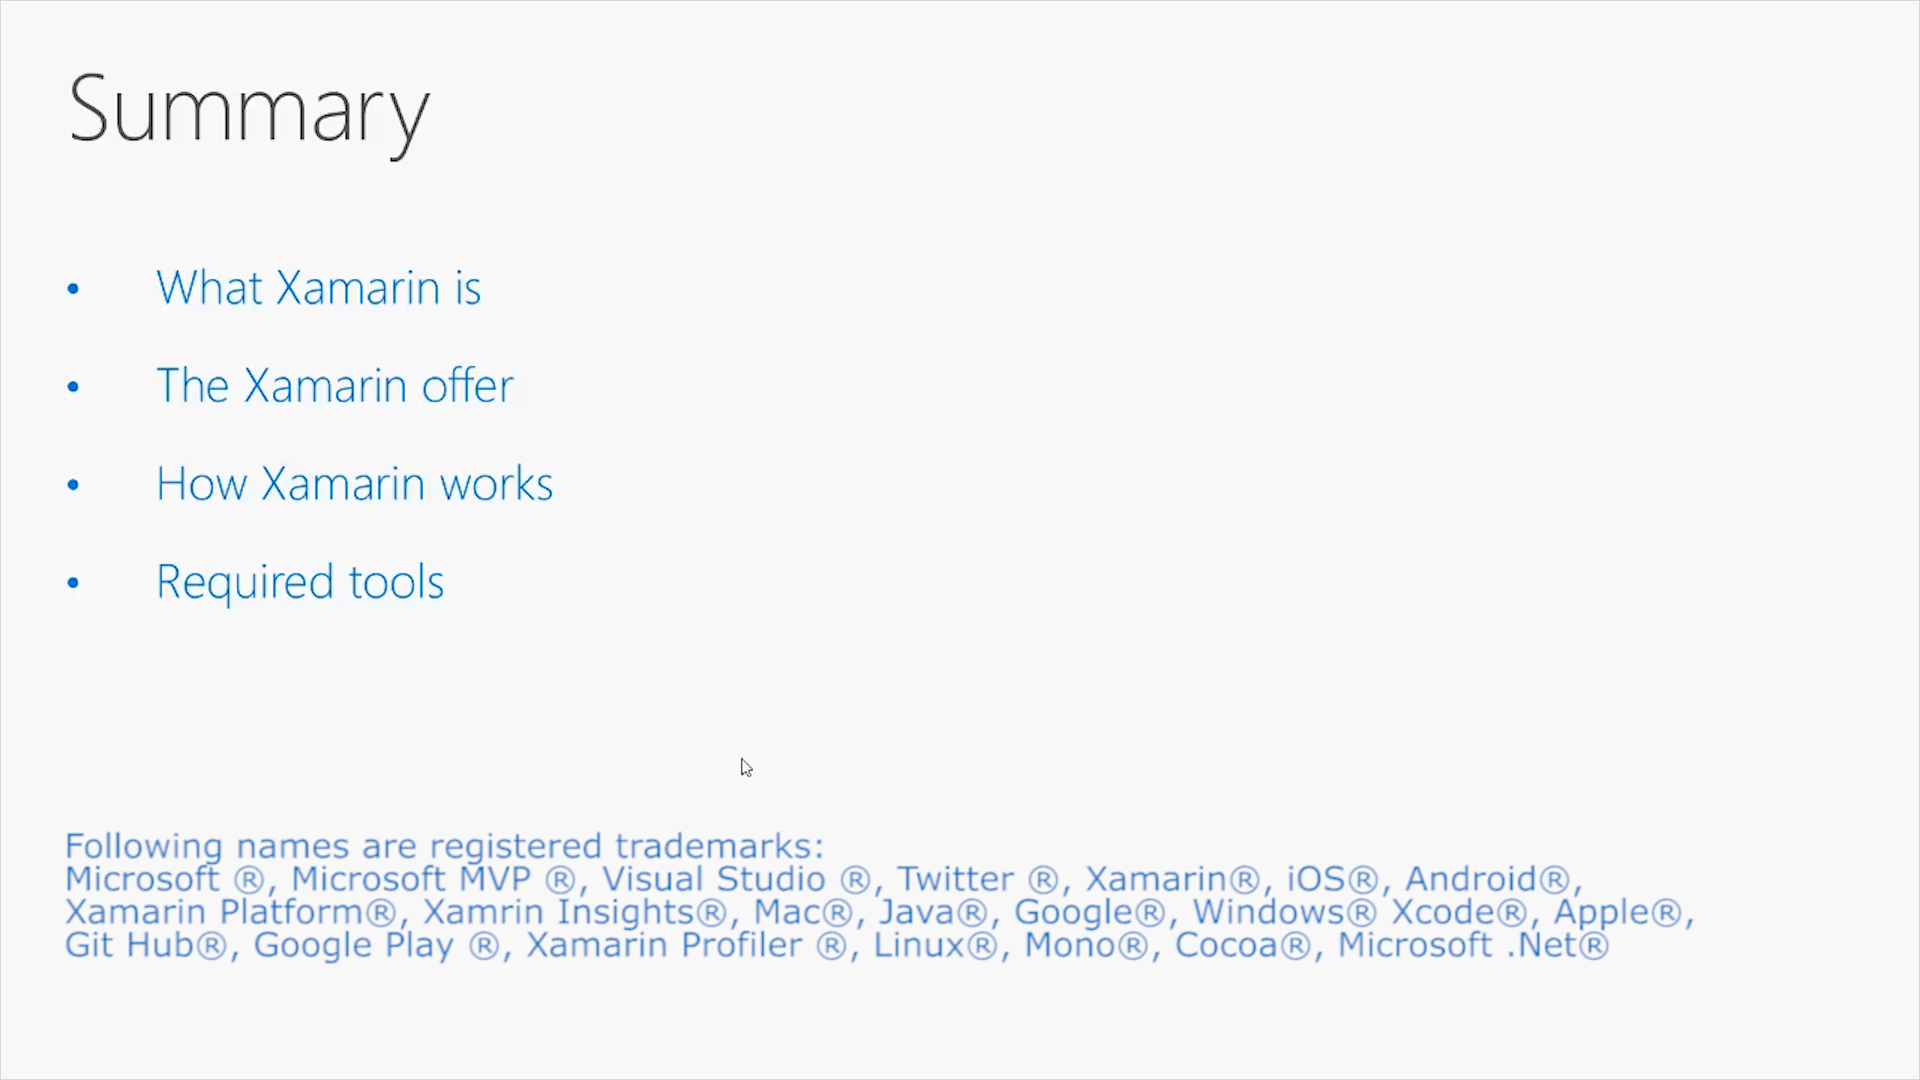 Summary
• What Xamarin is
• The Xamarin offer
• How Xamarin works
• Required tools
Following names are registered trademarks:
Microsoft ®, Microsoft MVP ®, Visual Studio ®, Twitter ®, Xamarin®, iOS®, Android®,
Xamarin Platform®, Xamrin Insights®, Mac®, Java®, Google®, Windows® Xcode®, Apple®,
Git Hub®, Google Play ®, Xamarin Profiler ®, Linux®, Mono®, Cocoa®, Microsoft .Net®